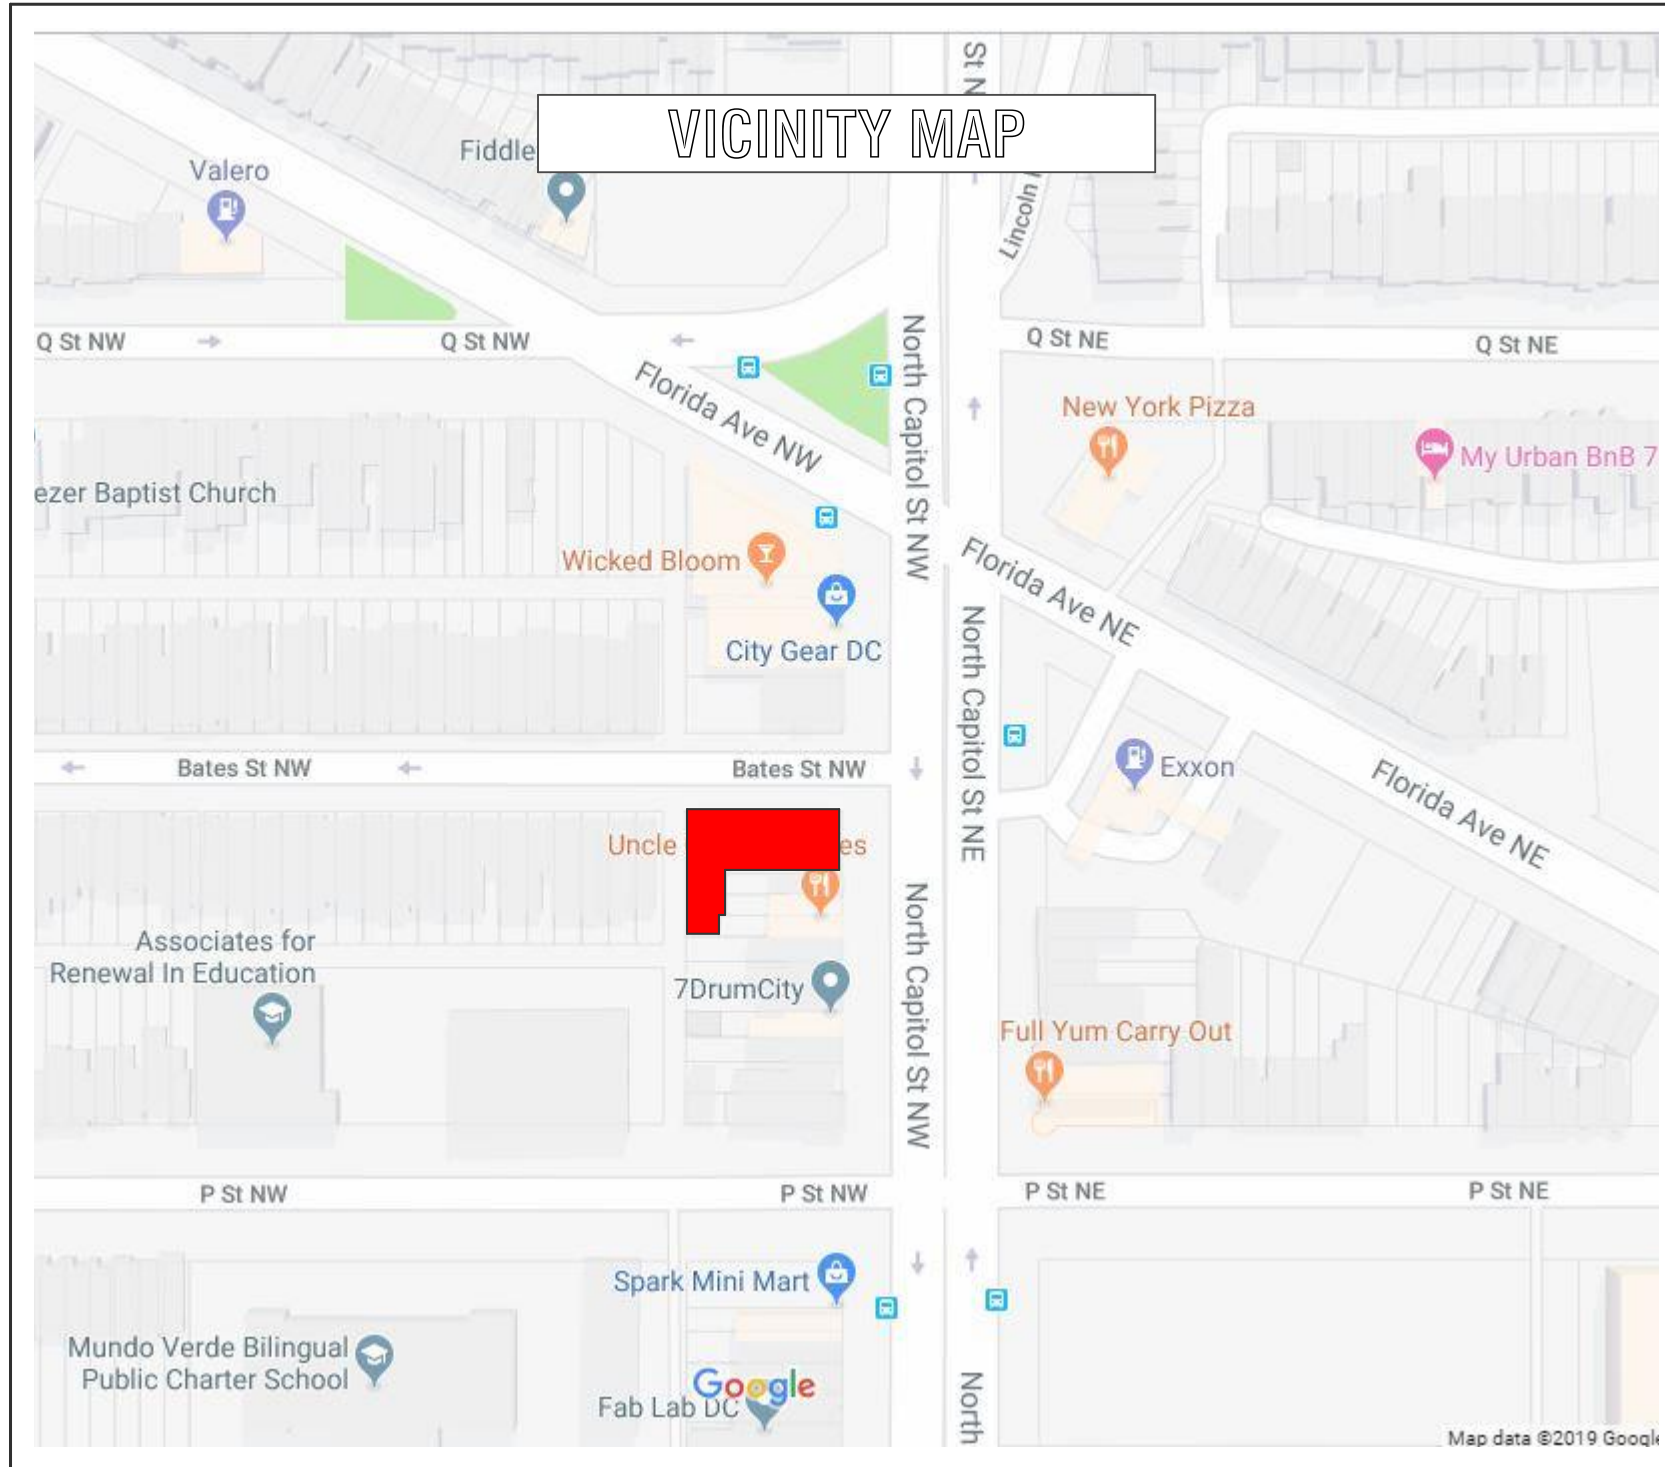 St N
VICINITY MAP
Fiddle
Valero
Lincoln
Q St NW
Q St NW
Q St NE
Q St NE
North Capitol St NW
Florida Ave NW
New York Pizza
My Urban BnB 7
ezer Baptist Church
Wicked Bloom
Florida Ave NE
City Gear DC
North Capitol St NE
Bates St NW
Bates St NW
Exxon
Florida Ave NE
Uncle
es
North Capitol St NW
Associates for
Renewal In Education
7DrumCity
Full Yum Carry Out
P St NW
P St NW
P St NE
P St NE
Spark Mini Mart
Mundo Verde Bilingual
Public Charter School
Google
Fab Lab DC
North
Map data ©2019 Google